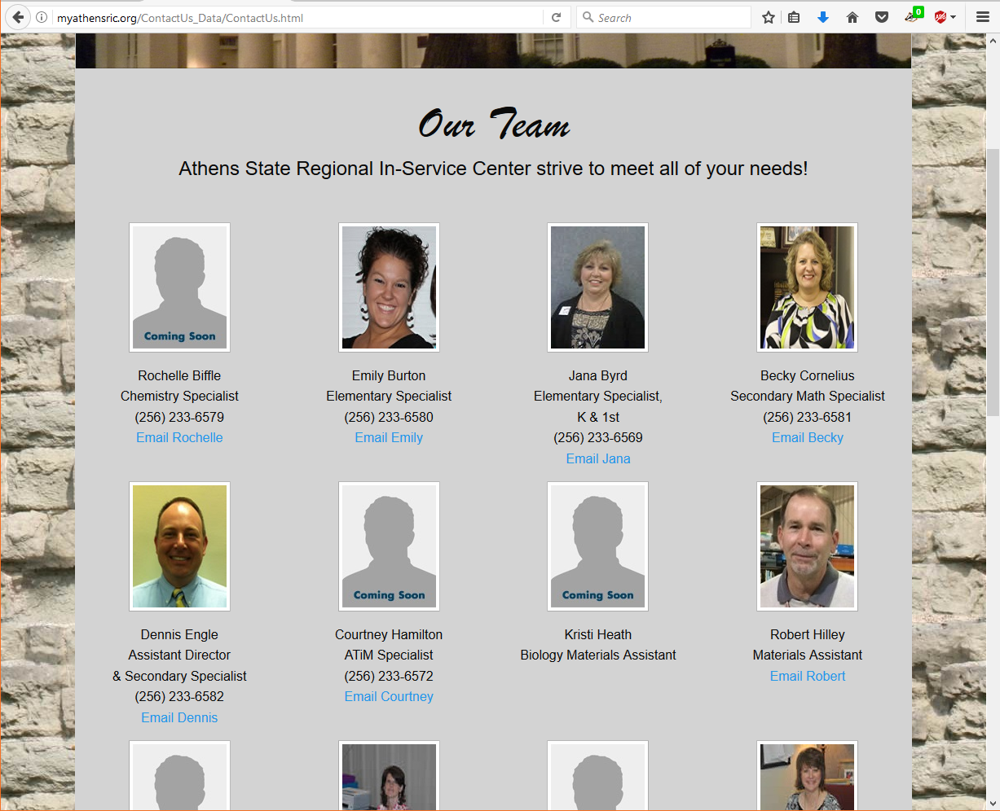 myathensric.org/ContactUs_Data/ContactUs.html
Search
0
ABP
Our Team
Athens State Regional In-Service Center strive to meet all of your needs!
Coming Soon
Rochelle Biffle
Chemistry Specialist
(256) 233-6579
Email Rochelle
Emily Burton
Elementary Specialist
(256) 233-6580
Email Emily
Jana Byrd
Elementary Specialist,
K & 1st
(256) 233-6569
Email Jana
Becky Cornelius
Secondary Math Specialist
(256) 233-6581
Email Becky
Dennis Engle
Assistant Director
& Secondary Specialist
(256) 233-6582
Email Dennis
Coming Soon
Courtney Hamilton
ATiM Specialist
(256) 233-6572
Email Courtney
Coming Soon
Kristi Heath
Biology Materials Assistant
Robert Hilley
Materials Assistant
Email Robert